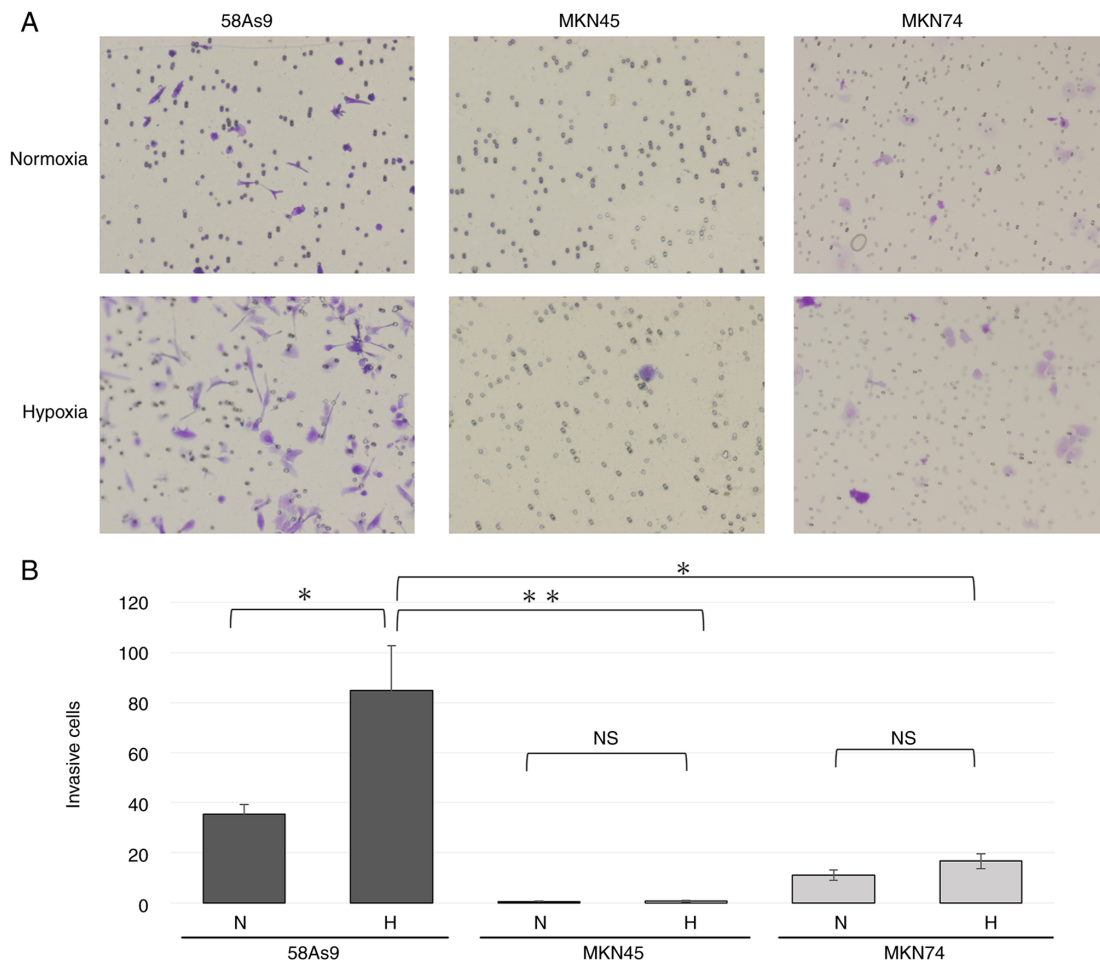 A
58As9 MKN45 MKN74
Normoxia
Hypoxia
B
*
* **
120
100
80
60
40
20
0
Invasive cells
NS NS
N H N H N H
58As9 MKN45 MKN74